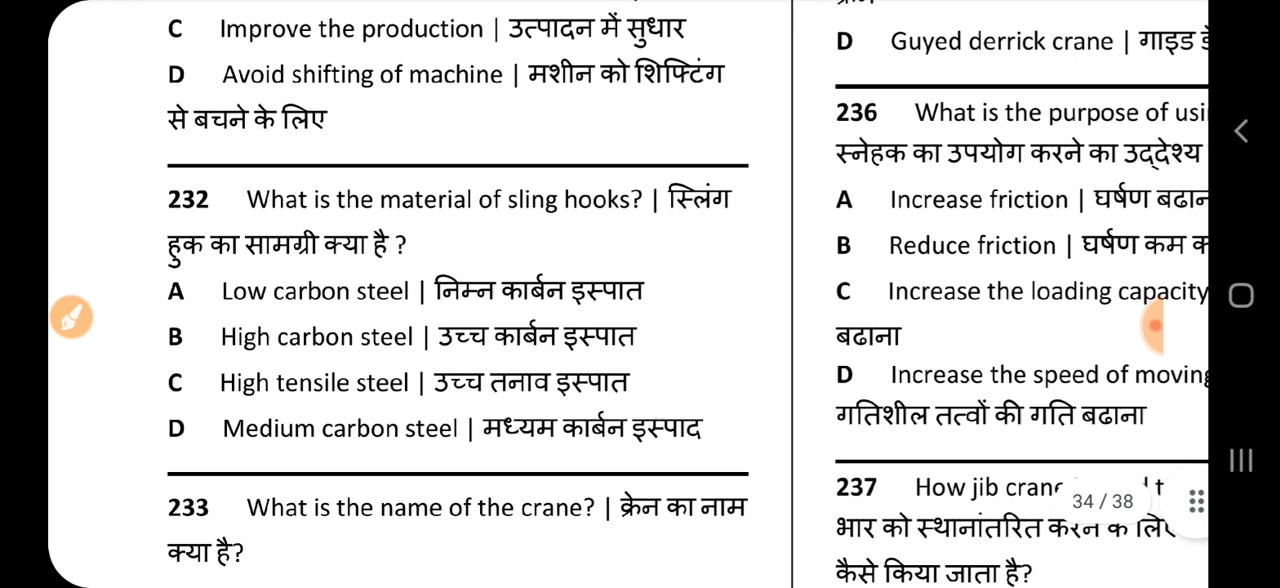 C Improve the production | उत्पादन में सुधार
D Avoid shifting of machine | मशीन को शिफ्टिंग
से बचने के लिए
232 What is the material of sling hooks? | स्लिंग
हुक का सामग्री क्या है ?
A Low carbon steel | निम्न कार्बन इस्पात
B High carbon steel | उच्च कार्बन इस्पात
C High tensile steel | उच्च तनाव इस्पात
D Medium carbon steel | मध्यम कार्बन इस्पाद
233 What is the name of the crane? | क्रेन का नाम
क्या है?
D Guyed derrick crane | गाइड
236 What is the purpose of
स्नेहक का उपयोग करने का उद्देश्य
A Increase friction | घर्षण
B Reduce friction | घर्षण कम
C Increase the loading capacity
बढाना
D Increase the speed of
गतिशील तत्वों की गति बढाना
237 How jib
34 / 38
भार को स्थानांतरित करने के
कैसे किया जाता है?